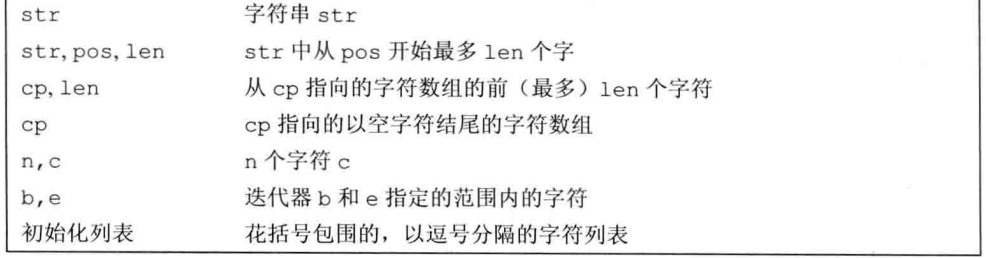 str 字符串 str
str,pos,len str 中从 pos 开始最多 len 个字
cp,len 从 cp 指向的字符数组的前（最多）len 个字符
cp cp 指向的以空字符结尾的字符数组
n,c n 个字符 c
b,e 迭代器 b 和 e 指定的范围内的字符
初始化列表 花括号包围的，以逗号分隔的字符列表